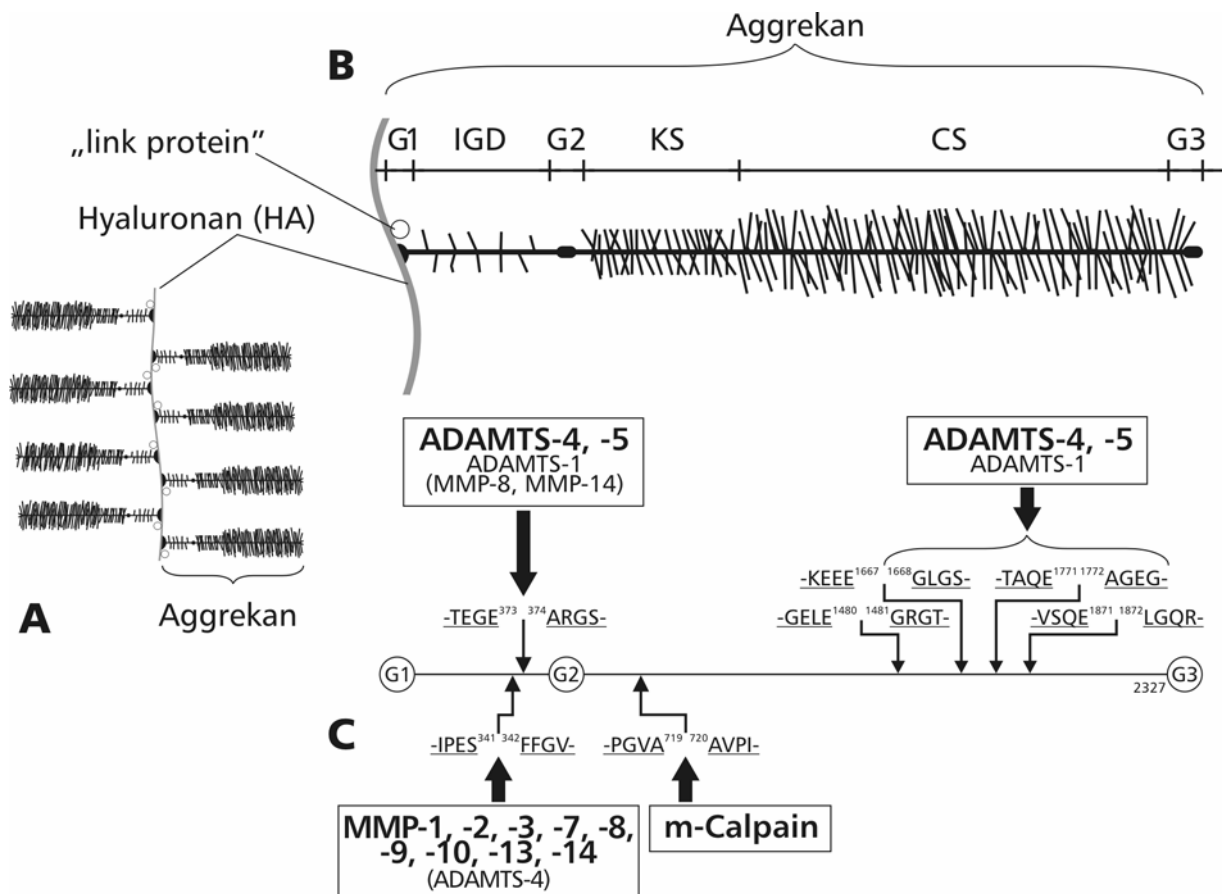 Aggrekan
B
G1 IGD G2 KS CS G3
„link protein”
Hyaluronan (HA)
Aggrekan
A
ADAMTS-4, -5
ADAMTS-1
(MMP-8, MMP-14)
ADAMTS-4, -5
ADAMTS-1
-KEEE1667 1668GLGS- -TAQE1771 1772AGEG-
-TEGE373 374ARGS- -GELE1480 1481GRGT- -VSQE1871 1872LGQR-
G1 G2 G3
2327
C
-IPES341 342FFGV- -PGVA719 720AVPI-
MMP-1, -2, -3, -7, -8,
-9, -10, -13, -14
(ADAMTS-4)
m-Calpain